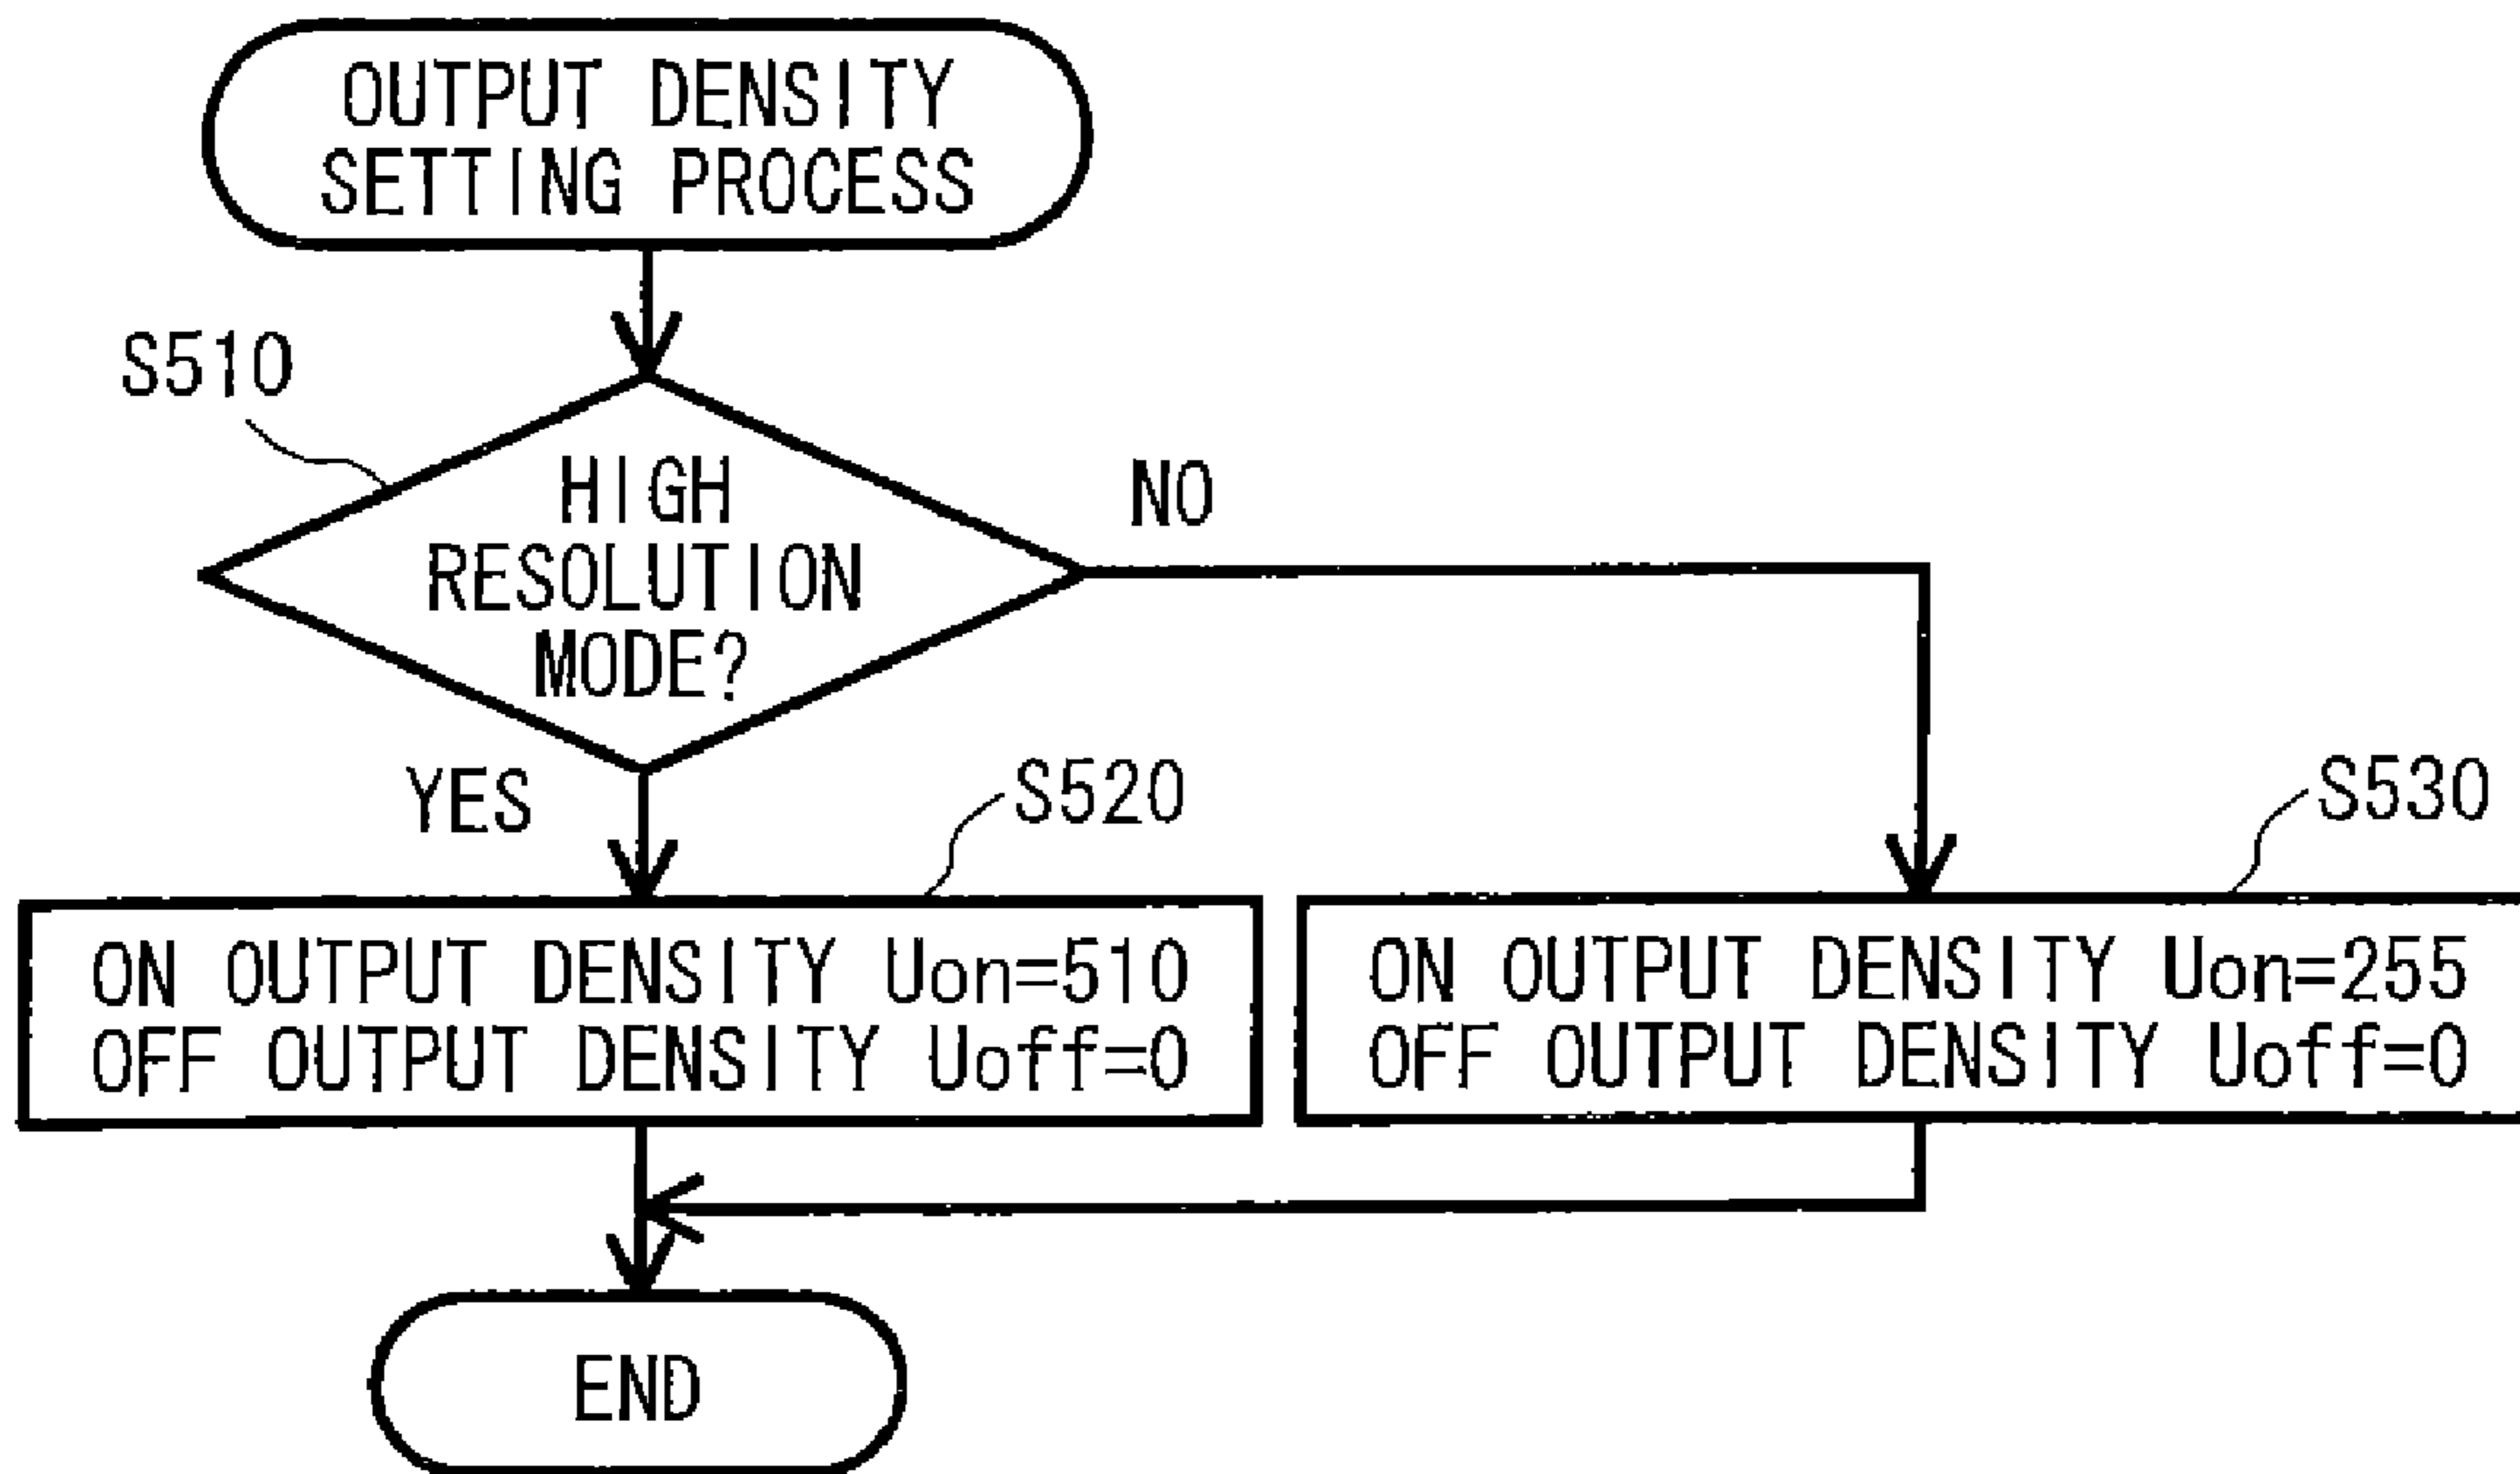 OUTPUT DENSITY
SETTING PROCESS
S510
HIGH
RESOLUTION
MODE?
NO
YES
S520
S530
ON OUTPUT DENSITY Uon=510
OFF OUTPUT DENSITY Uoff=0
ON OUTPUT DENSITY Uon=255
OFF OUTPUT DENSITY Uoff=0
END